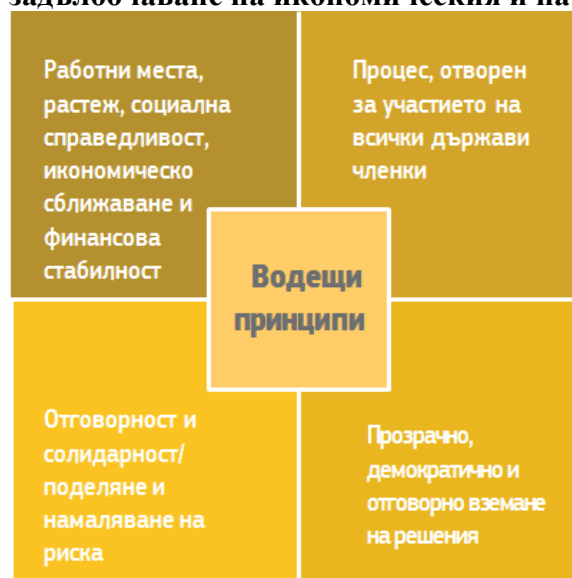 задълбочаване на икономическия и па
Работни места,
растеж, социална
справедливост,
икономическо
сближаване и
финансова
стабилност
Процес, отворен
за участието на
всички държави
членки
Водещи
принципи
Отговорност и
солидарност/
поделяне и
намаляване на
риска
Прозрачно,
демократично и
отговорно вземане
на решения